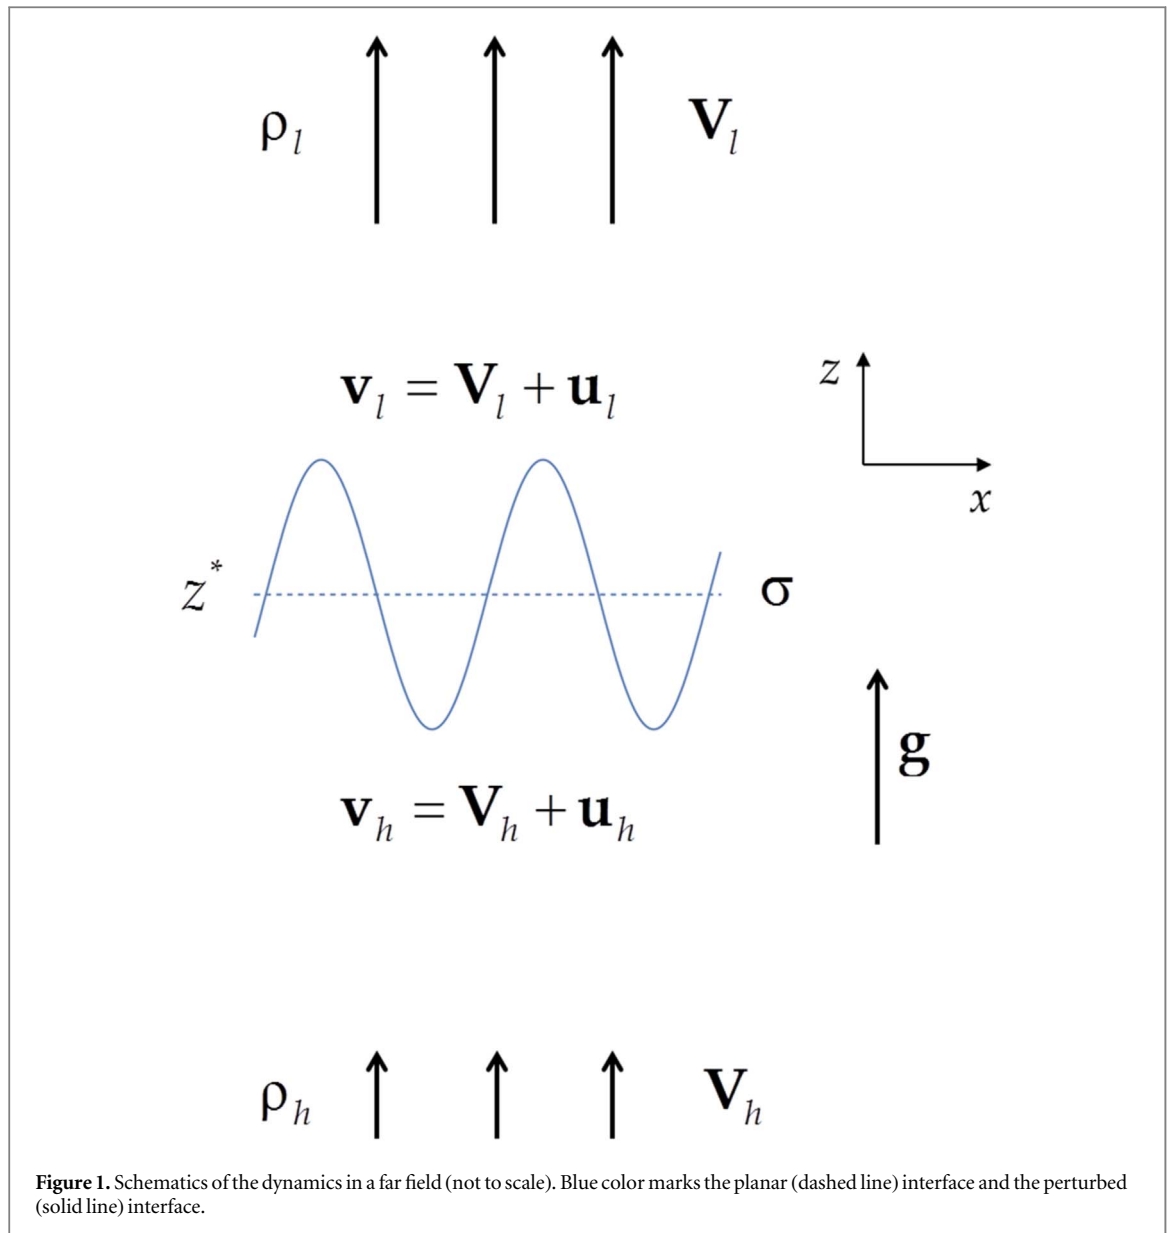 ρ_l V_l
v_l = V_l + u_l
z
x
z* σ
g
v_h = V_h + u_h
ρ_h V_h
Figure 1. Schematics of the dynamics in a far field (not to scale). Blue color marks the planar (dashed line) interface and the perturbed
(solid line) interface.